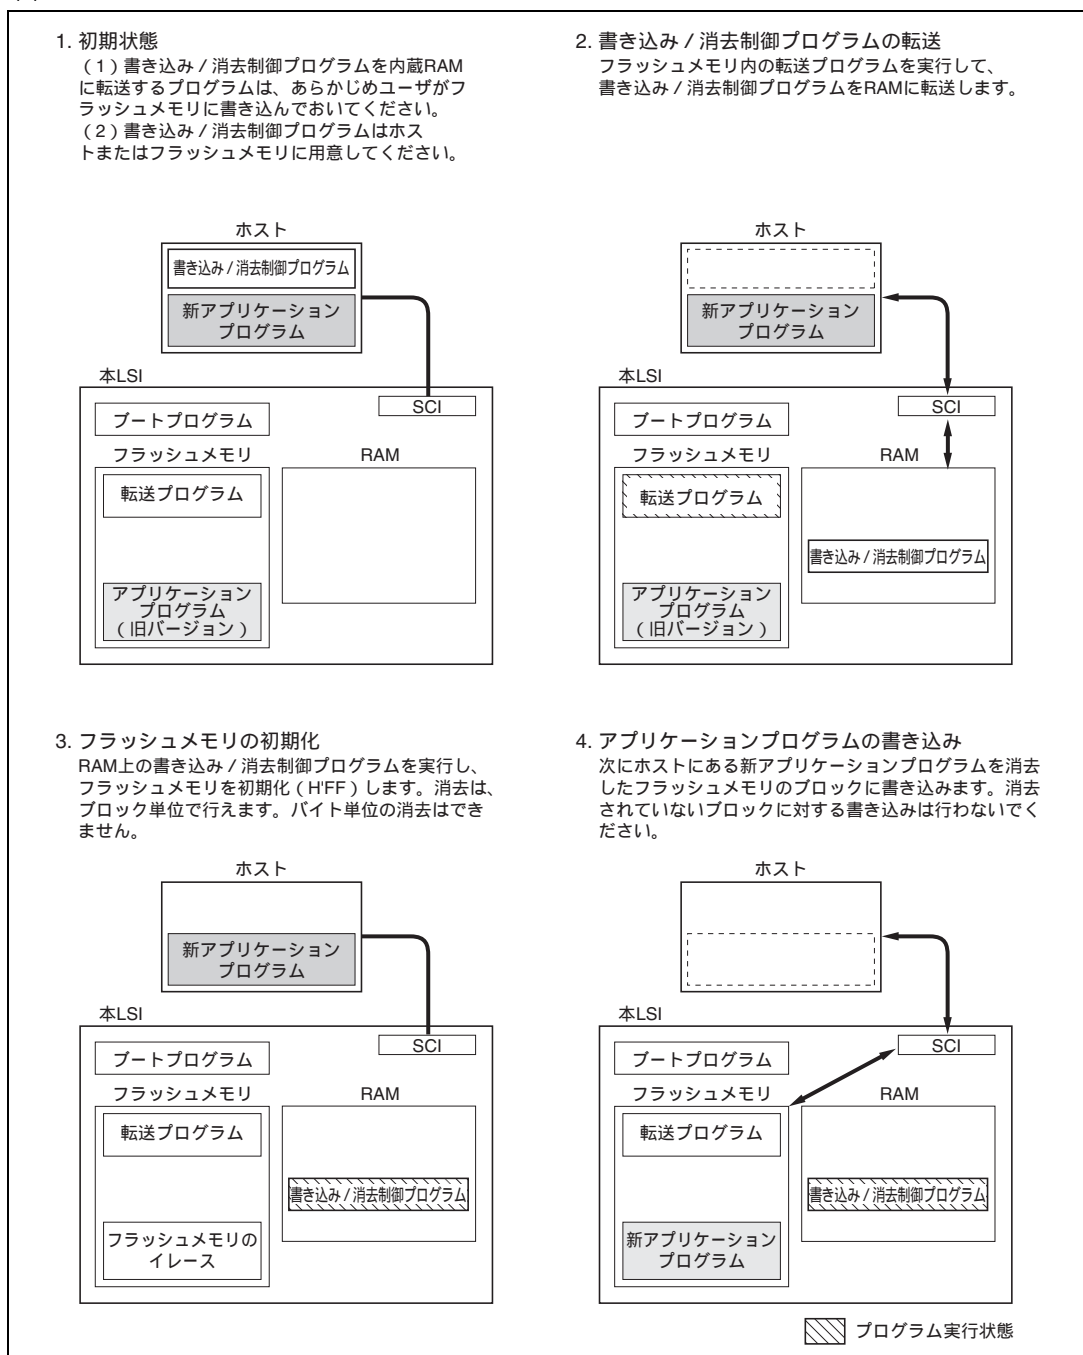 1. 初期状態
（1）書き込み / 消去制御プログラムを内蔵RAM
に転送するプログラムは、あらかじめユーザがフ
ラッシュメモリに書き込んでおいてください。
（2）書き込み / 消去制御プログラムはホス
トまたはフラッシュメモリに用意してください。
ホスト
書き込み / 消去制御プログラム
新アプリケーション
プログラム
本LSI
SCI
ブートプログラム
フラッシュメモリ
RAM
転送プログラム
アプリケーション
プログラム
（旧バージョン）
2. 書き込み / 消去制御プログラムの転送
フラッシュメモリ内の転送プログラムを実行して、
書き込み / 消去制御プログラムをRAMに転送します。
ホスト
新アプリケーション
プログラム
本LSI
SCI
ブートプログラム
フラッシュメモリ
RAM
転送プログラム
書き込み / 消去制御プログラム
アプリケーション
プログラム
（旧バージョン）
3. フラッシュメモリの初期化
RAM上の書き込み / 消去制御プログラムを実行し、
フラッシュメモリを初期化（H'FF）します。消去は、
ブロック単位で行えます。バイト単位の消去はでき
ません。
ホスト
新アプリケーション
プログラム
本LSI
SCI
ブートプログラム
フラッシュメモリ
RAM
転送プログラム
書き込み / 消去制御プログラム
フラッシュメモリの
イレース
4. アプリケーションプログラムの書き込み
次にホストにある新アプリケーションプログラムを消去
したフラッシュメモリのブロックに書き込みます。消去
されていないブロックに対する書き込みは行わないでく
ださい。
ホスト
本LSI
SCI
ブートプログラム
フラッシュメモリ
RAM
転送プログラム
書き込み / 消去制御プログラム
新アプリケーション
プログラム
プログラム実行状態